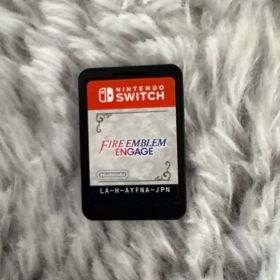 NINTENDO
SWITCH
FIRE EMBLEM
ENGAGE
Nintendo
LA-H-AYFNA-JPN